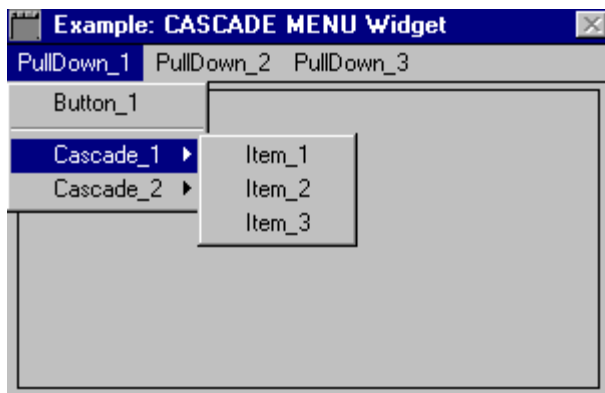 Example: CASCADE MENU Widget
PullDown_1 PullDown_2 PullDown_3
Button_1
Cascade_1 Item_1
Cascade_2 Item_2
Item_3